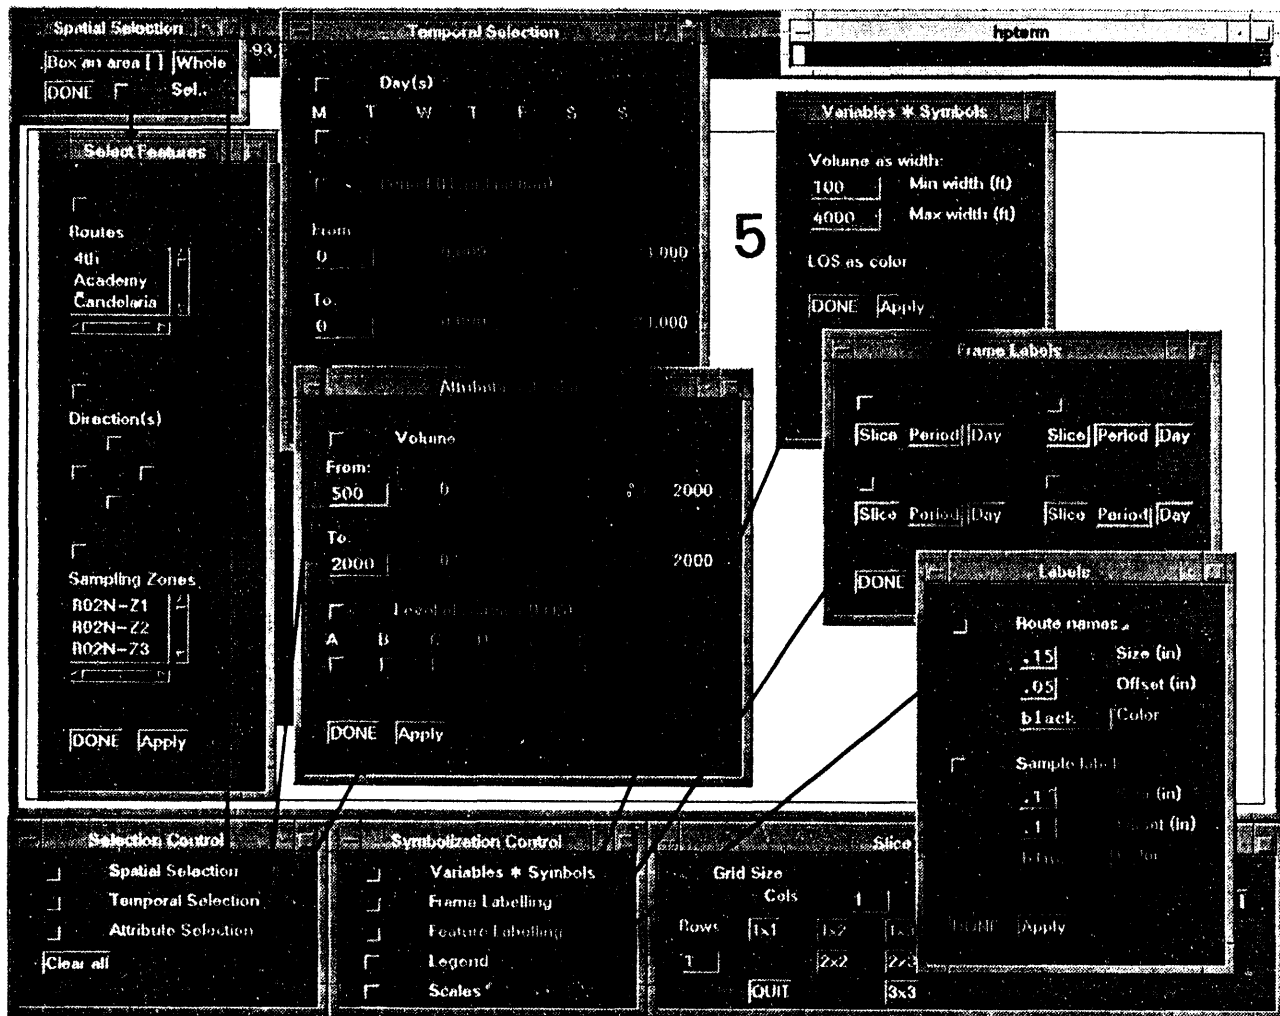 Spatial Selection
Box an area [ ] Whole
DONE Sel..
93,
Temporal Selection
Day(s)
M T W T F S S
From
0
.000
To.
0
.000
hpterm
Select Features
Routes
4th
Academy
Candelaria
Direction(s)
Sampling Zones
R02N-Z1
R02N-Z2
R02N-Z3
DONE Apply
5
Variables * Symbols
Volume as width:
100 Min width (ft)
4000 Max width (ft)
LOS as color
DONE Apply
Volume
From:
500 0 2000
To.
2000 0 2000
A B C D
DONE Apply
Frame Labels
Slice Period Day Slice Period Day
Slice Period Day Slice Period Day
DONE
Labels
Route names
.15 Size (in)
.05 Offset (in)
black Color
Sample label
.1 (in)
.1 (in)
DONE Apply
Selection Control
Spatial Selection
Temporal Selection
Attribute Selection
Clear all
Symbolization Control
Variables * Symbols
Frame Labelling
Feature Labelling
Legend
Scales
Slice
Grid Size
Cols 1
Rows 1x1 1x2 1x3
1 2x2 2x3
QUIT 3x3